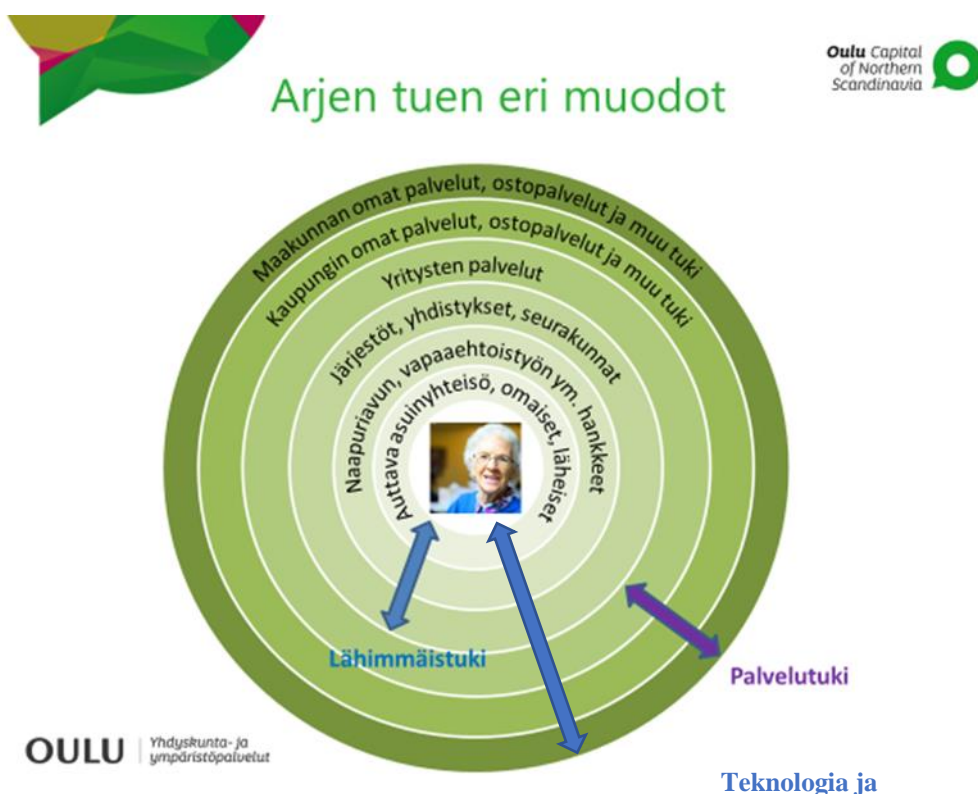 Oulu Capital
of Northern
Scandinavia
Arjen tuen eri muodot
Maakunnan omat palvelut, ostopalvelut ja muu tuki
Kaupungin omat palvelut, ostopalvelut ja muu tuki
Yritysten palvelut
Järjestöt, yhdistykset, seurakunnat
Naapuriavun, vapaaehtoistyön ym. hankkeet
Auttava asuinyhteisö, omaiset, läheiset
Lähimmäistuki
Palvelutuki
OULU
Yhdyskunta- ja
ympäristöpalvelut
Teknologia ja